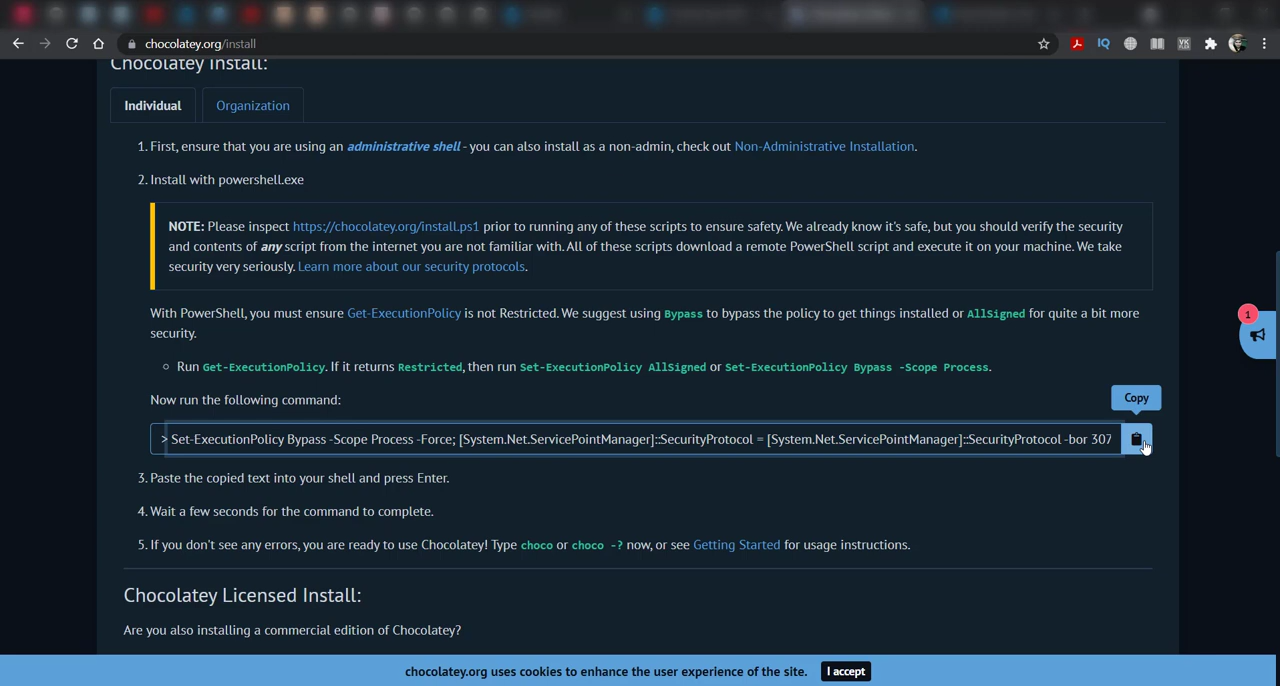 chocolatey.org/install
Chocolatey Install:
Individual
Organization
1. First, ensure that you are using an administrative shell - you can also install as a non-admin, check out Non-Administrative Installation.
2. Install with powershell.exe
NOTE: Please inspect https://chocolatey.org/install.ps1 prior to running any of these scripts to ensure safety. We already know it's safe, but you should verify the security
and contents of any script from the internet you are not familiar with. All of these scripts download a remote PowerShell script and execute it on your machine. We take
security very seriously. Learn more about our security protocols.
With PowerShell, you must ensure Get-ExecutionPolicy is not Restricted. We suggest using Bypass to bypass the policy to get things installed or AllSigned for quite a bit more
security.
Run Get-ExecutionPolicy. If it returns Restricted, then run Set-ExecutionPolicy AllSigned or Set-ExecutionPolicy Bypass -Scope Process.
Now run the following command:
Copy
> Set-ExecutionPolicy Bypass -Scope Process -Force; [System.Net.ServicePointManager]::SecurityProtocol = [System.Net.ServicePointManager]::SecurityProtocol -bor 307
3. Paste the copied text into your shell and press Enter.
4. Wait a few seconds for the command to complete.
5. If you don't see any errors, you are ready to use Chocolatey! Type choco or choco -? now, or see Getting Started for usage instructions.
Chocolatey Licensed Install:
Are you also installing a commercial edition of Chocolatey?
chocolatey.org uses cookies to enhance the user experience of the site.
I accept
1
IQ
YK